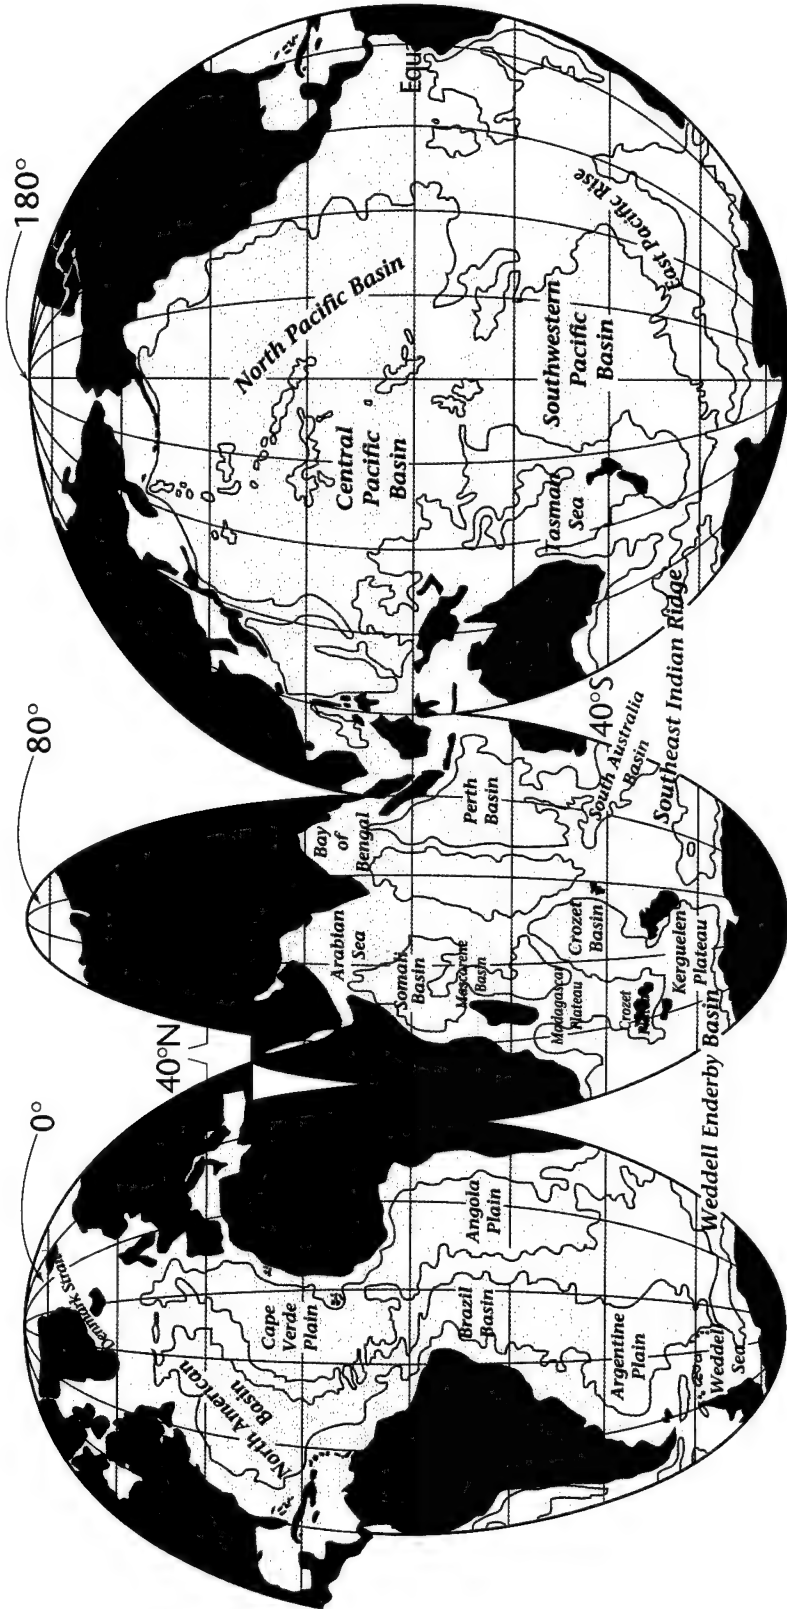 0°
80°
180°
40°N
Denmark Strait
North American
Basin
Cape
Verde
Plain
Brazil
Basin
Angola
Plain
Argentine
Plain
Weddell
Sea
Weddell Enderby Basin
Arabian
Sea
Bay
of
Bengal
Somali
Basin
Mascarene
Basin
Madagascar
Plateau
Crozet
Basin
Crozet
Kerguelen
Plateau
Perth
Basin
South Australia
Basin
40°S
Southeast Indian Ridge
North Pacific Basin
Central
Pacific
Basin
Equ
Tasman
Sea
Southwestern
Pacific
Basin
East Pacific Rise